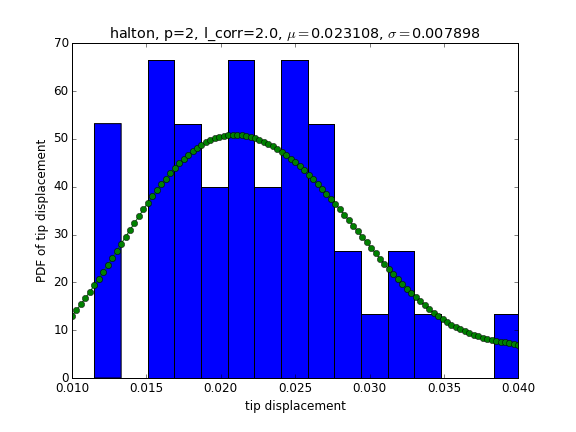 halton, p=2, l_corr=2.0, μ=0.023108, σ=0.007898
70
60
50
40
30
20
10
0
PDF of tip displacement
0.010 0.015 0.020 0.025 0.030 0.035 0.040
tip displacement